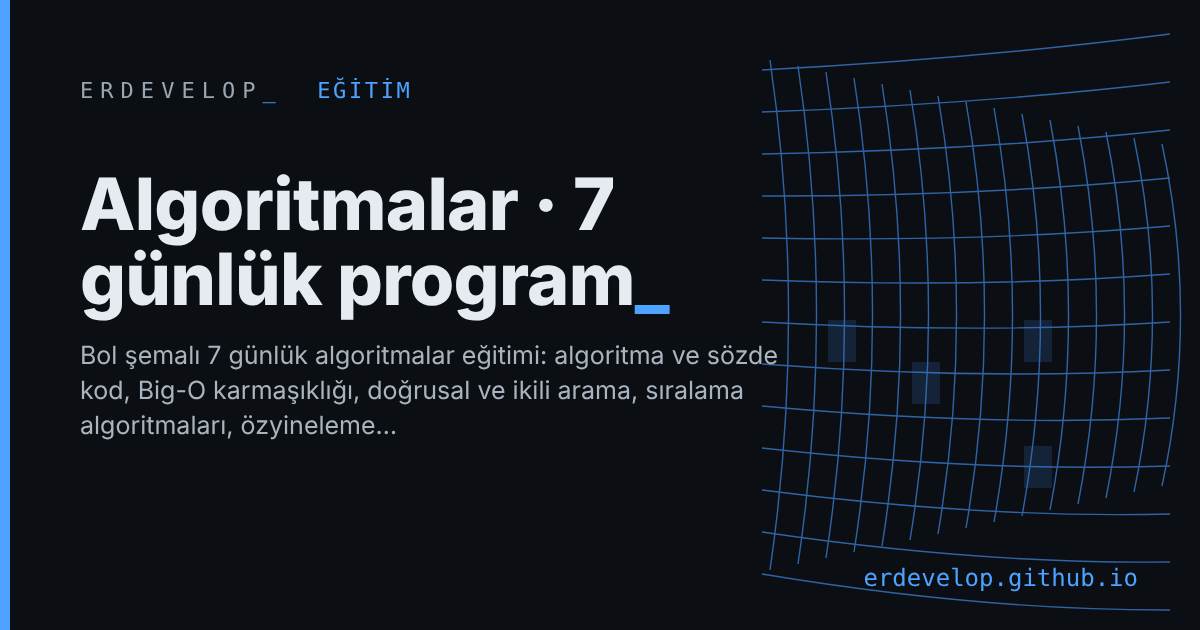 ERDEVELOP_ EĞİTİM
Algoritmalar · 7
günlük program_
Bol şemalı 7 günlük algoritmalar eğitimi: algoritma ve sözde
kod, Big-O karmaşıklığı, doğrusal ve ikili arama, sıralama
algoritmaları, özyineleme…
erdevelop.github.io